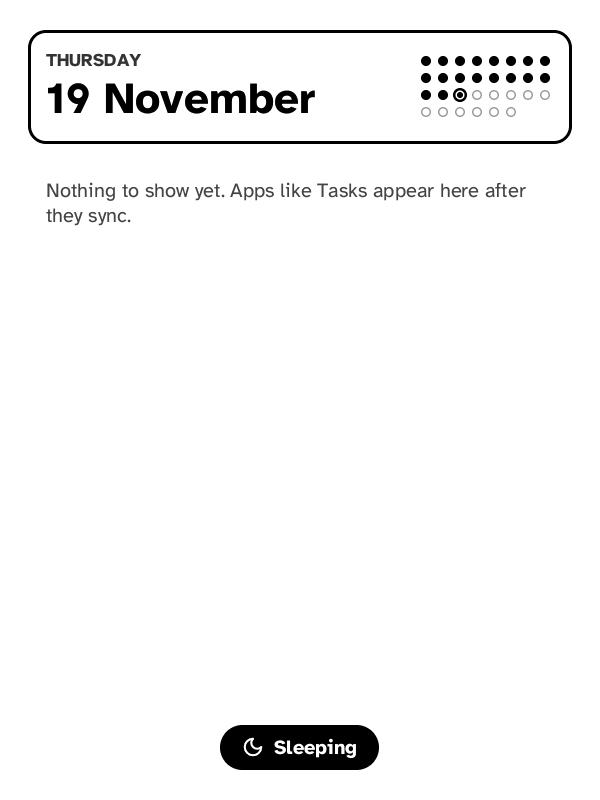 THURSDAY
19 November
Nothing to show yet. Apps like Tasks appear here after
they sync.
Sleeping